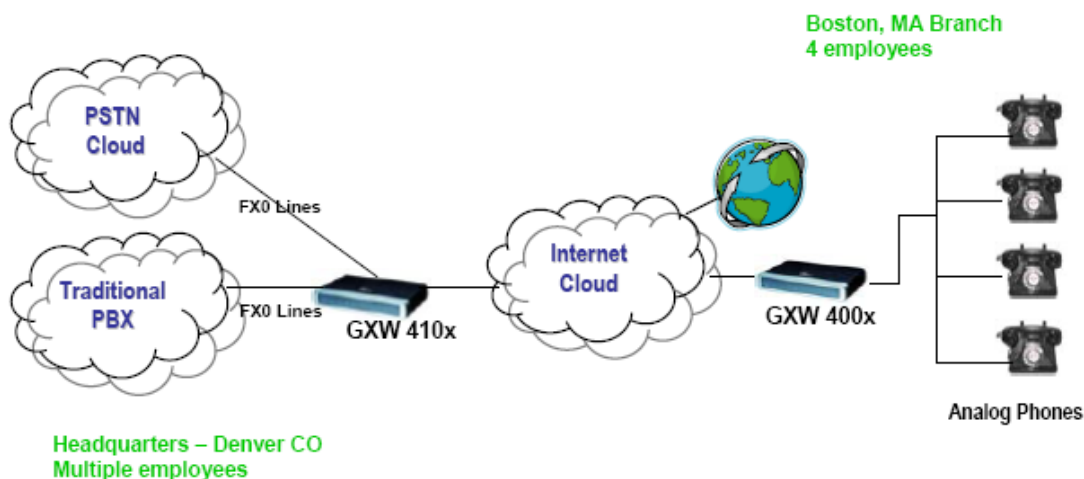 Boston, MA Branch
4 employees
PSTN
Cloud
FX0 Lines
Traditional
PBX
FX0 Lines
GXW 410x
Internet
Cloud
GXW 400x
Analog Phones
Headquarters – Denver CO
Multiple employees